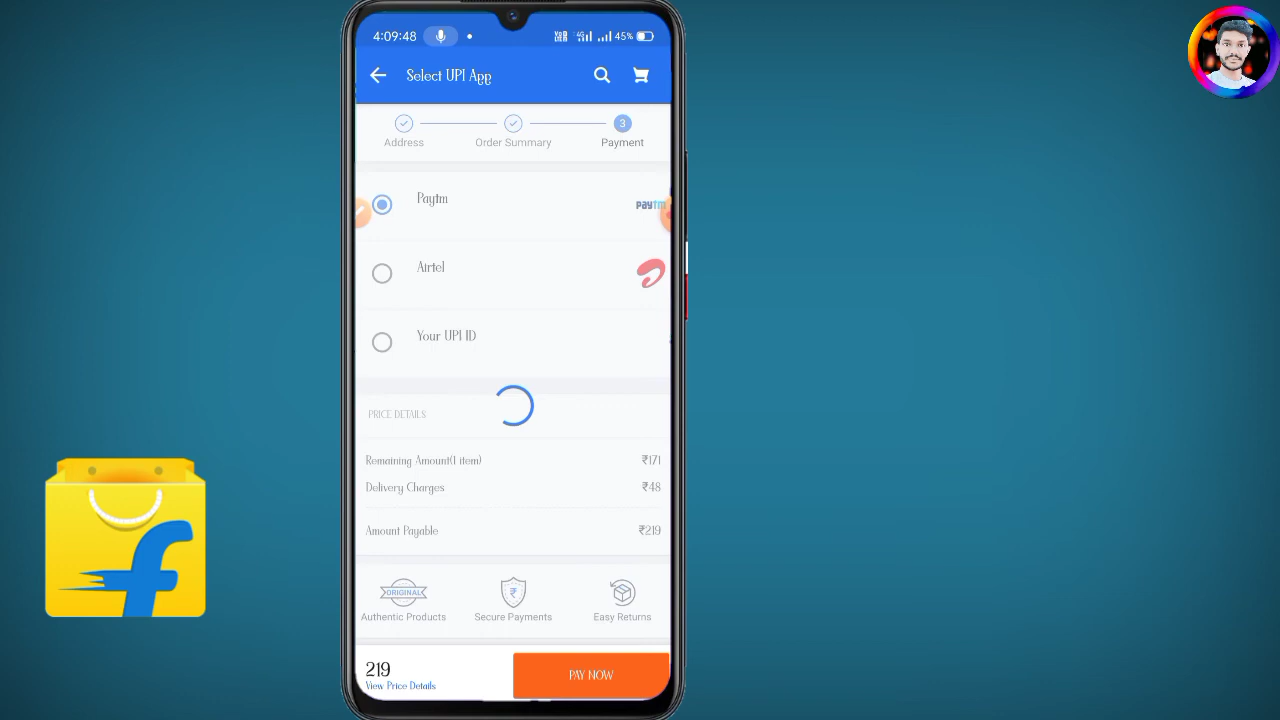 4:09:48
45%
Select UPI App
3
Address
Order Summary
Payment
Paytm
paytm
Airtel
Your UPI ID
PRICE DETAILS
Remaining Amount(1 item)
₹171
Delivery Charges
₹48
Amount Payable
₹219
ORIGINAL
₹
Authentic Products
Secure Payments
Easy Returns
219
View Price Details
PAY NOW
f